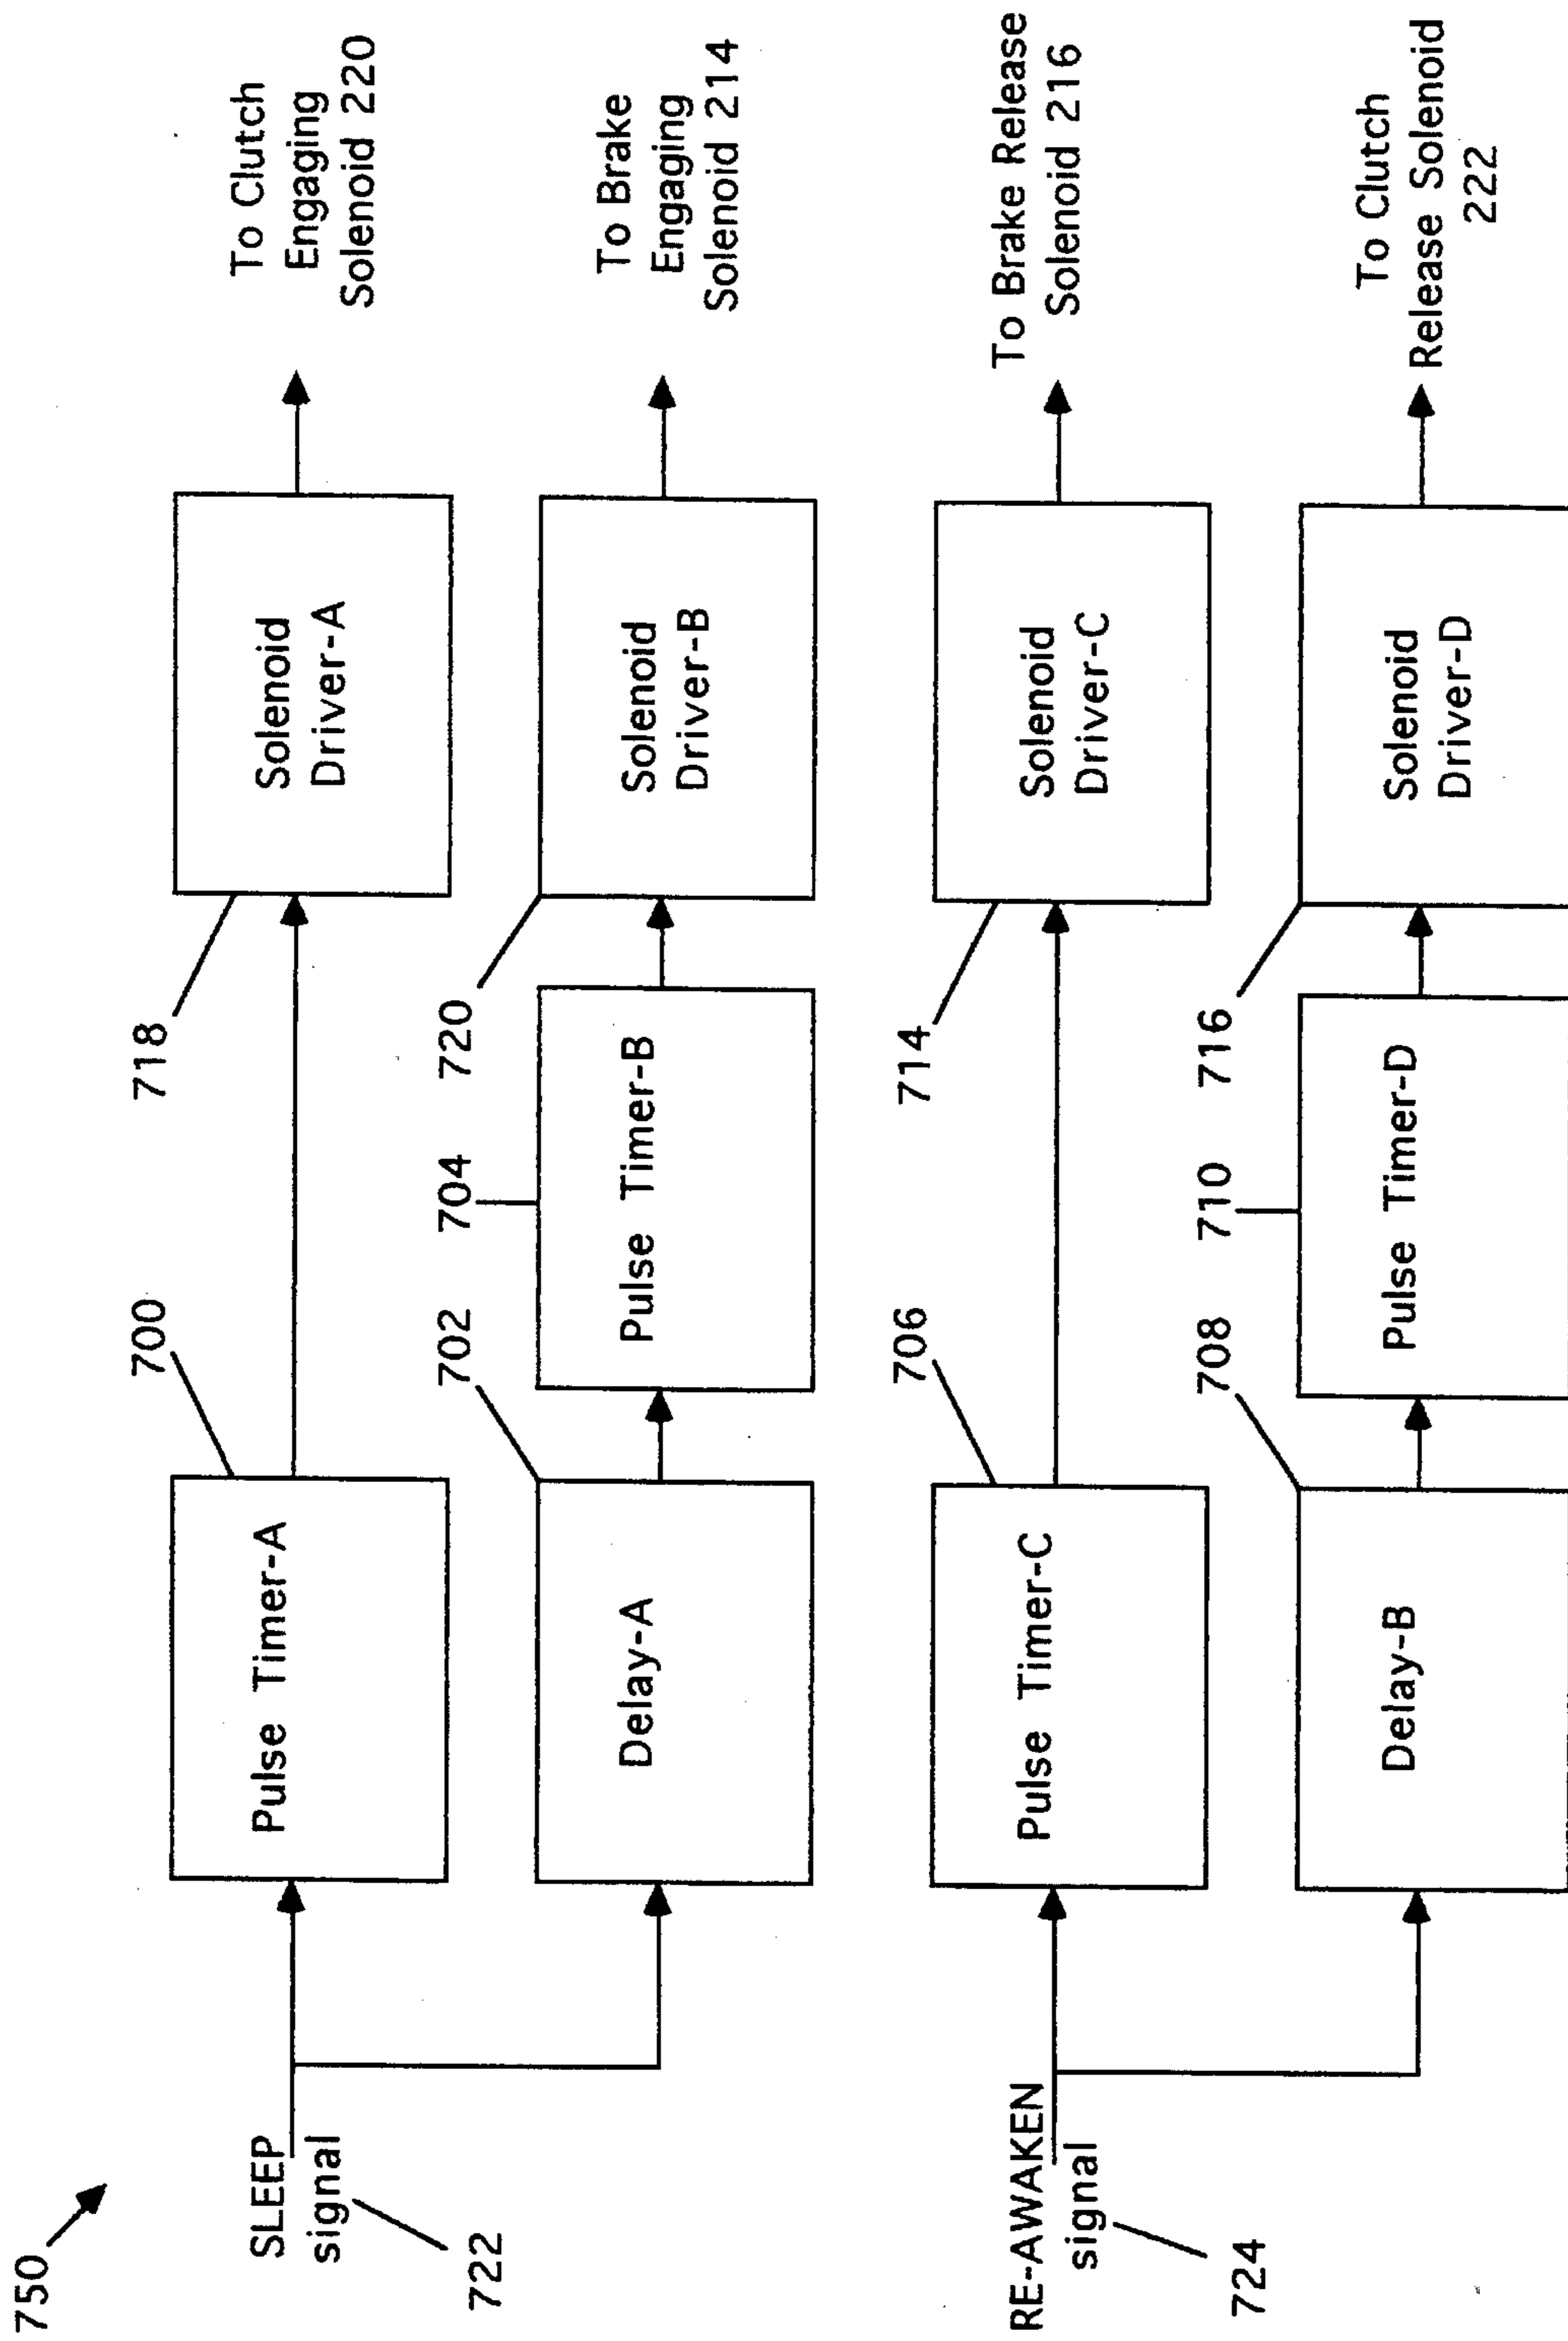 750
SLEEP
signal
722
Pulse Timer-A
700
Solenoid
Driver-A
718
To Clutch
Engaging
Solenoid 220
Delay-A
702
Pulse Timer-B
704
Solenoid
Driver-B
720
To Brake
Engaging
Solenoid 214
RE-AWAKEN
signal
724
Pulse Timer-C
706
Solenoid
Driver-C
714
To Brake Release
Solenoid 216
Delay-B
708
Pulse Timer-D
710
Solenoid
Driver-D
716
To Clutch
Release Solenoid
222